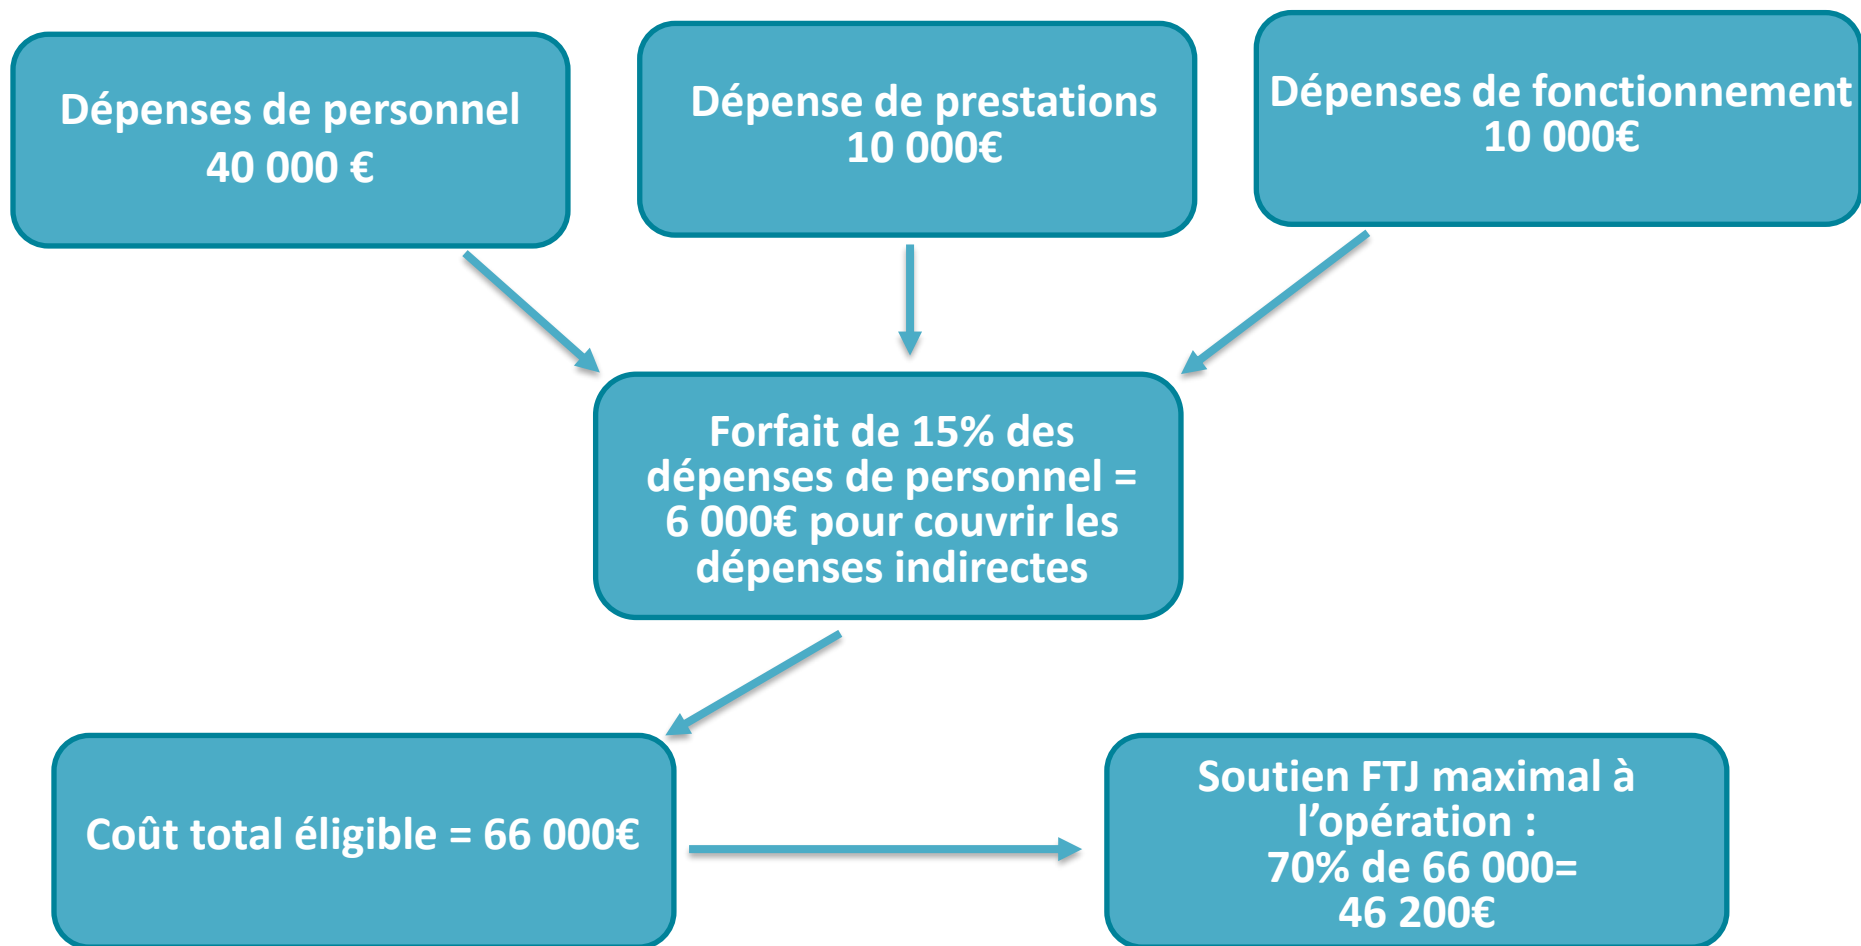 Dépenses de personnel
40 000 €
Dépense de prestations
10 000€
Dépenses de fonctionnement
10 000€
Forfait de 15% des
dépenses de personnel =
6 000€ pour couvrir les
dépenses indirectes
Coût total éligible = 66 000€
Soutien FTJ maximal à
l’opération :
70% de 66 000=
46 200€